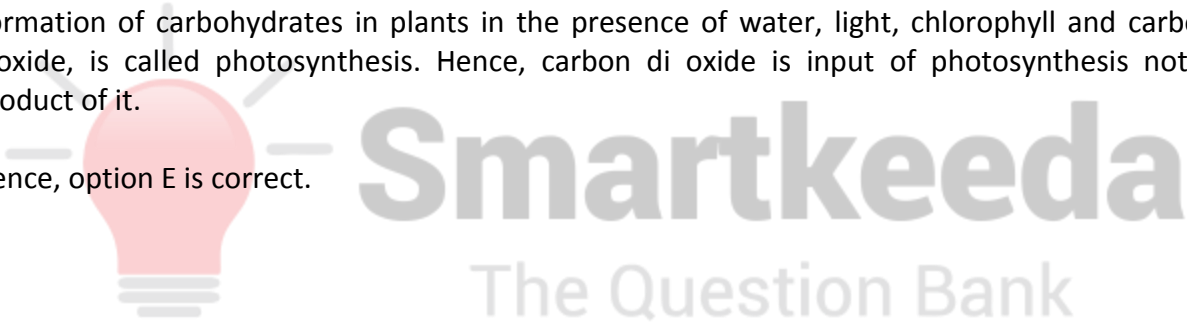 ormation of carbohydrates in plants in the presence of water, light, chlorophyll and carb
oxide, is called photosynthesis. Hence, carbon di oxide is input of photosynthesis not
oduct of it.
ence, option E is correct.
Smartkeeda
The Question Bank